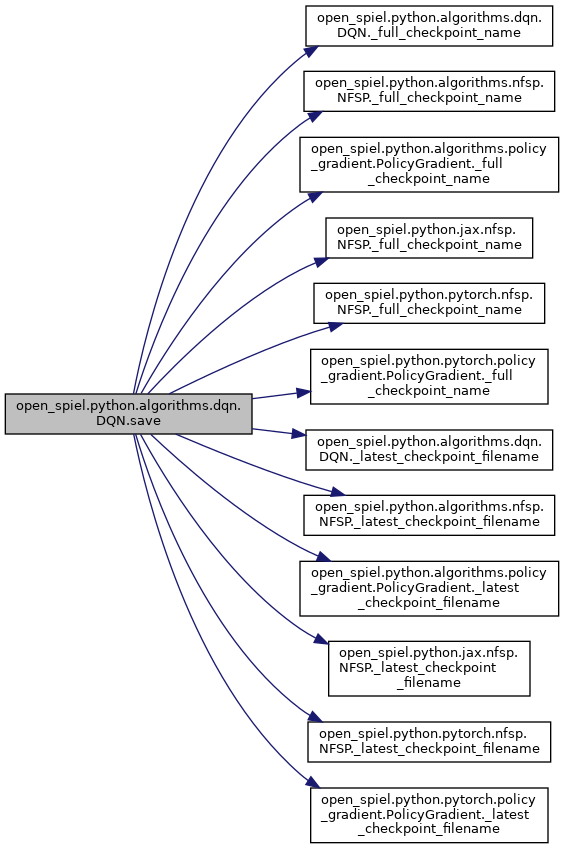 open_spiel.python.algorithms.dqn.
DQN._full_checkpoint_name
open_spiel.python.algorithms.nfsp.
NFSP._full_checkpoint_name
open_spiel.python.algorithms.policy
_gradient.PolicyGradient._full
_checkpoint_name
open_spiel.python.jax.nfsp.
NFSP._full_checkpoint_name
open_spiel.python.pytorch.nfsp.
NFSP._full_checkpoint_name
open_spiel.python.pytorch.policy
_gradient.PolicyGradient._full
_checkpoint_name
open_spiel.python.algorithms.dqn.
DQN.save
open_spiel.python.algorithms.dqn.
DQN._latest_checkpoint_filename
open_spiel.python.algorithms.nfsp.
NFSP._latest_checkpoint_filename
open_spiel.python.algorithms.policy
_gradient.PolicyGradient._latest
_checkpoint_filename
open_spiel.python.jax.nfsp.
NFSP._latest_checkpoint
_filename
open_spiel.python.pytorch.nfsp.
NFSP._latest_checkpoint_filename
open_spiel.python.pytorch.policy
_gradient.PolicyGradient._latest
_checkpoint_filename